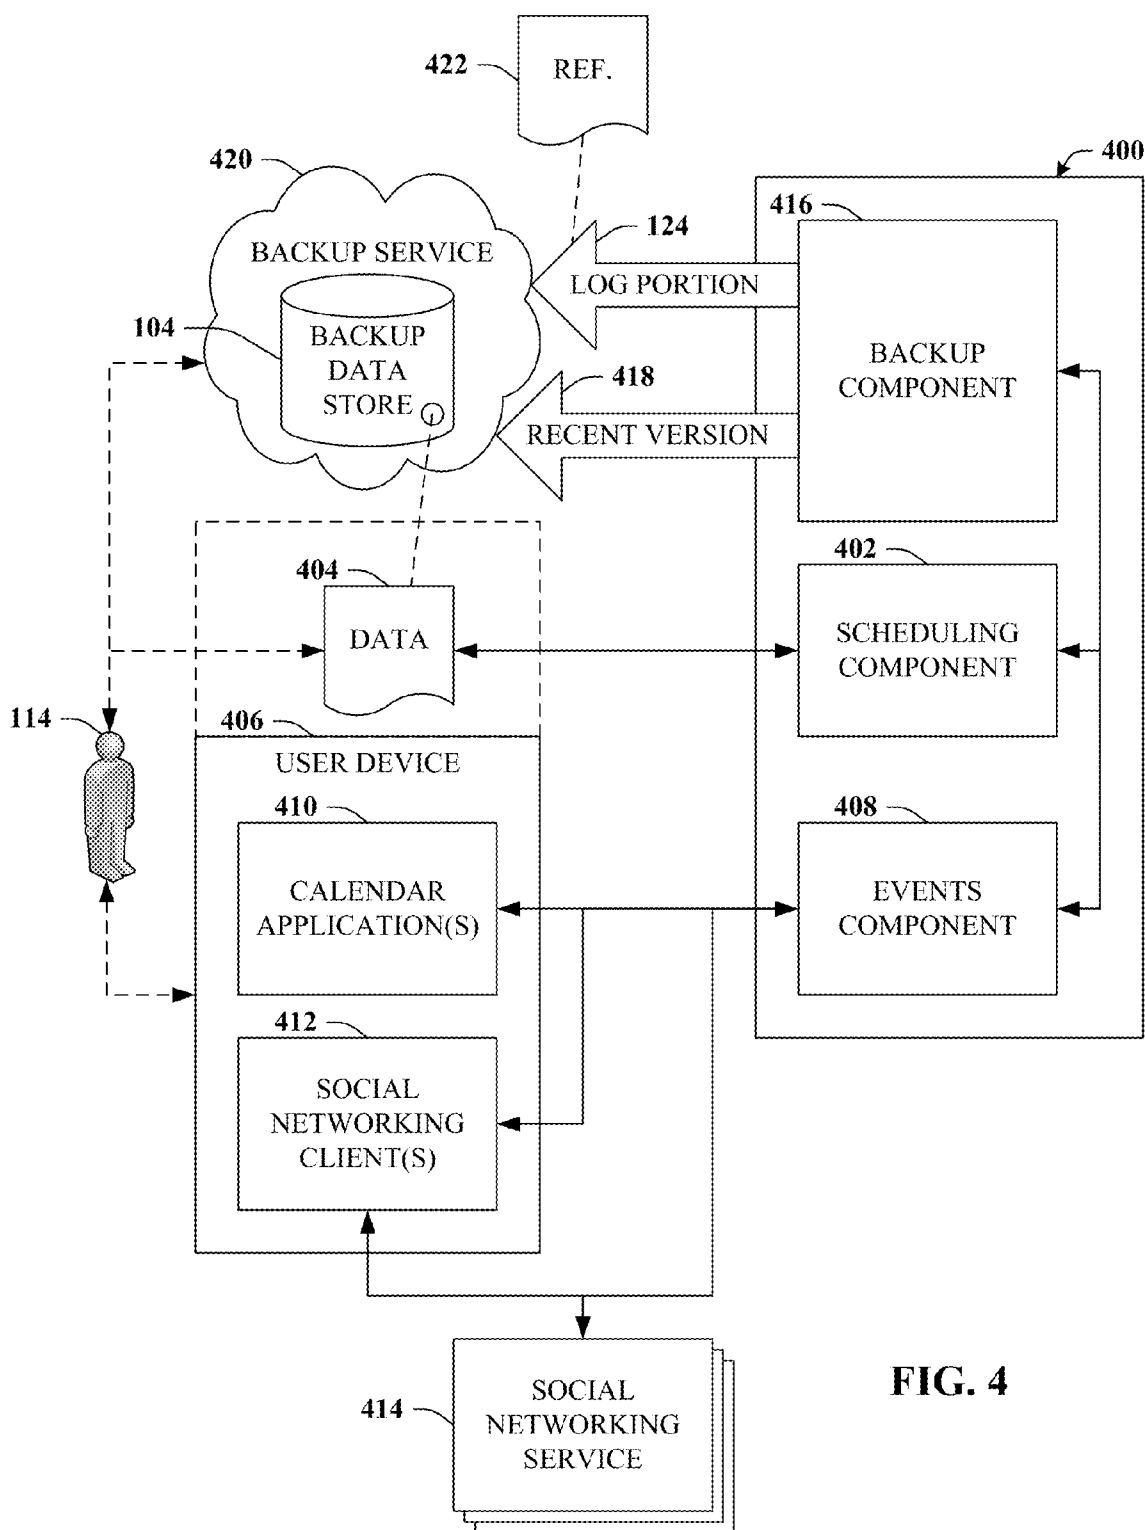 422
REF.
420
400
416
124
BACKUP SERVICE
LOG PORTION
104
BACKUP
DATA
STORE
BACKUP
COMPONENT
418
RECENT VERSION
402
404
DATA
SCHEDULING
COMPONENT
114
406
USER DEVICE
410
408
CALENDAR
APPLICATION(S)
EVENTS
COMPONENT
412
SOCIAL
NETWORKING
CLIENT(S)
FIG. 4
414
SOCIAL
NETWORKING
SERVICE